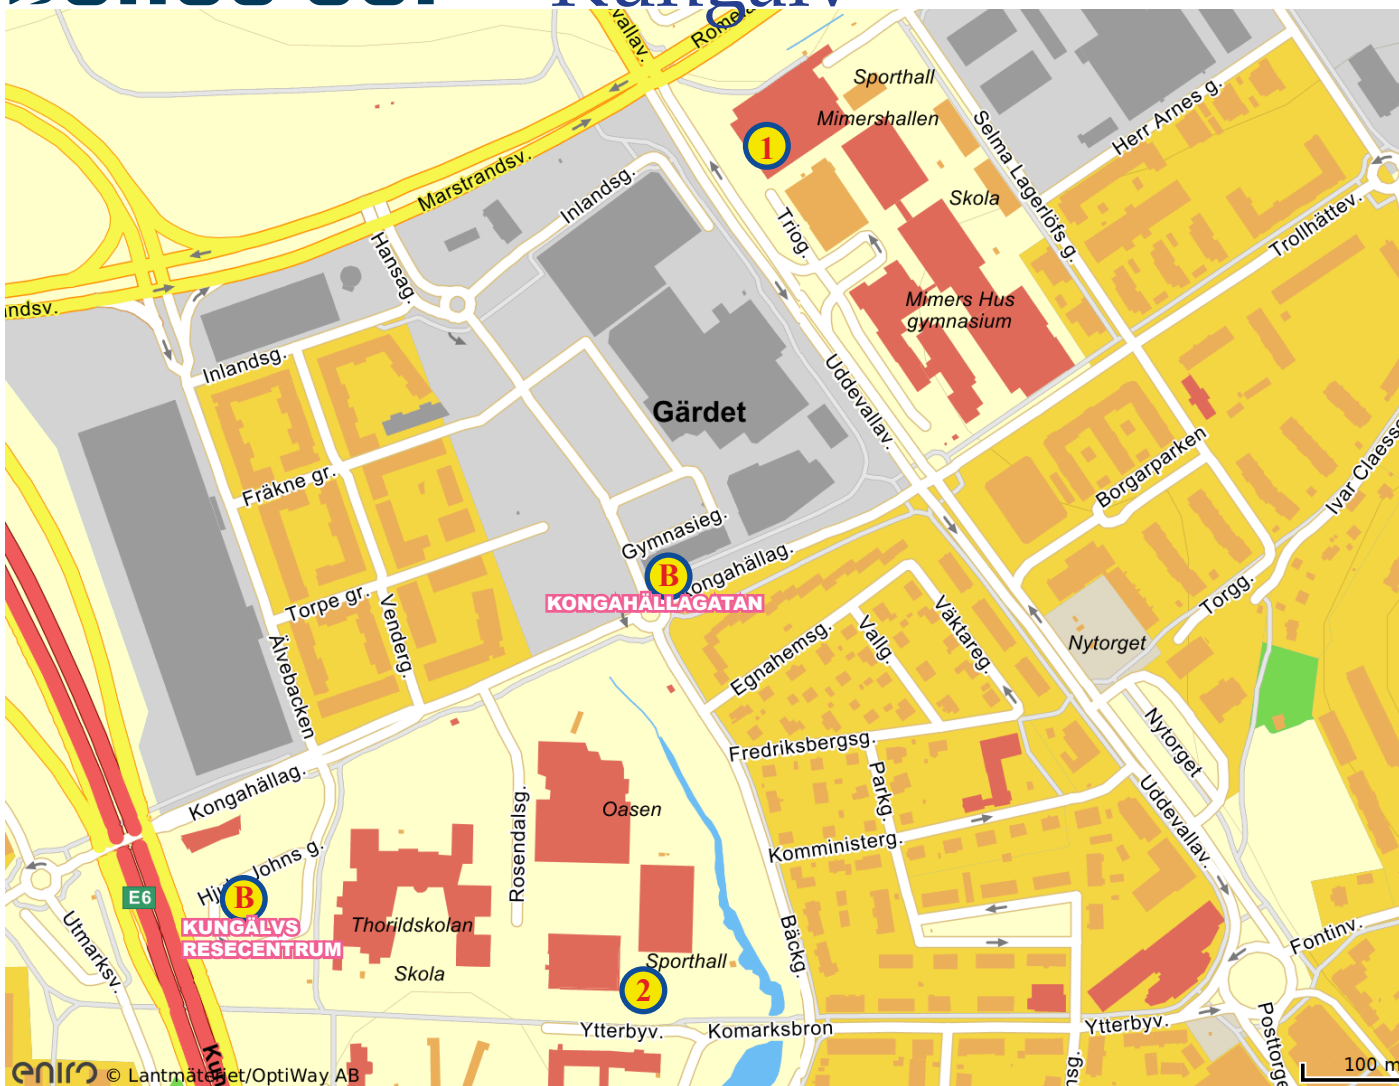 Kungälv
Sporthall
Mimershallen
1
Herr Arnes g.
Selma Lagerlöfs g.
Marstrandsv.
Inlandsg.
Skola
Triog.
Trollhättev.
Hansag.
Mimers Hus
gymnasium
Inlandsg.
Uddevallav.
Gärdet
Borgarparken
Fräkne gr.
Gymnasieg.
Kongahällag.
B
KONGAHÄLLAGATAN
Torpe gr.
Venderg.
Älvebacken
Egnahemsg.
Vallg.
Väktareg.
Torgg.
Nytorget
Nytorget
Fredriksbergsg.
Parkg.
Uddevallav.
Kongahällag.
Oasen
Rosendalsg.
Komministerg.
E6
B
KUNGÄLVS
RESECENTRUM
Utmarksv.
Thorildskolan
Skola
Sporthall
2
Bäckg.
Fontinv.
Ytterbyv.
Komarksbron
Ytterbyv.
eniro © Lantmäteriet/OptiWay AB
100 m